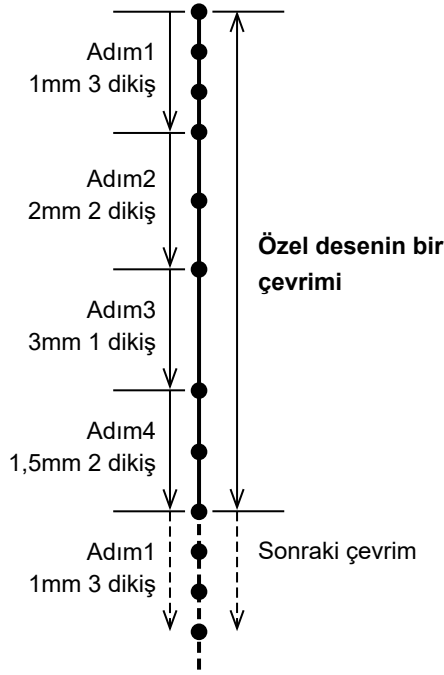 Adım1
1mm 3 dikiş
Adım2
2mm 2 dikiş
Özel desenin bir
çevrimi
Adım3
3mm 1 dikiş
Adım4
1,5mm 2 dikiş
Adım1
1mm 3 dikiş
Sonraki çevrim